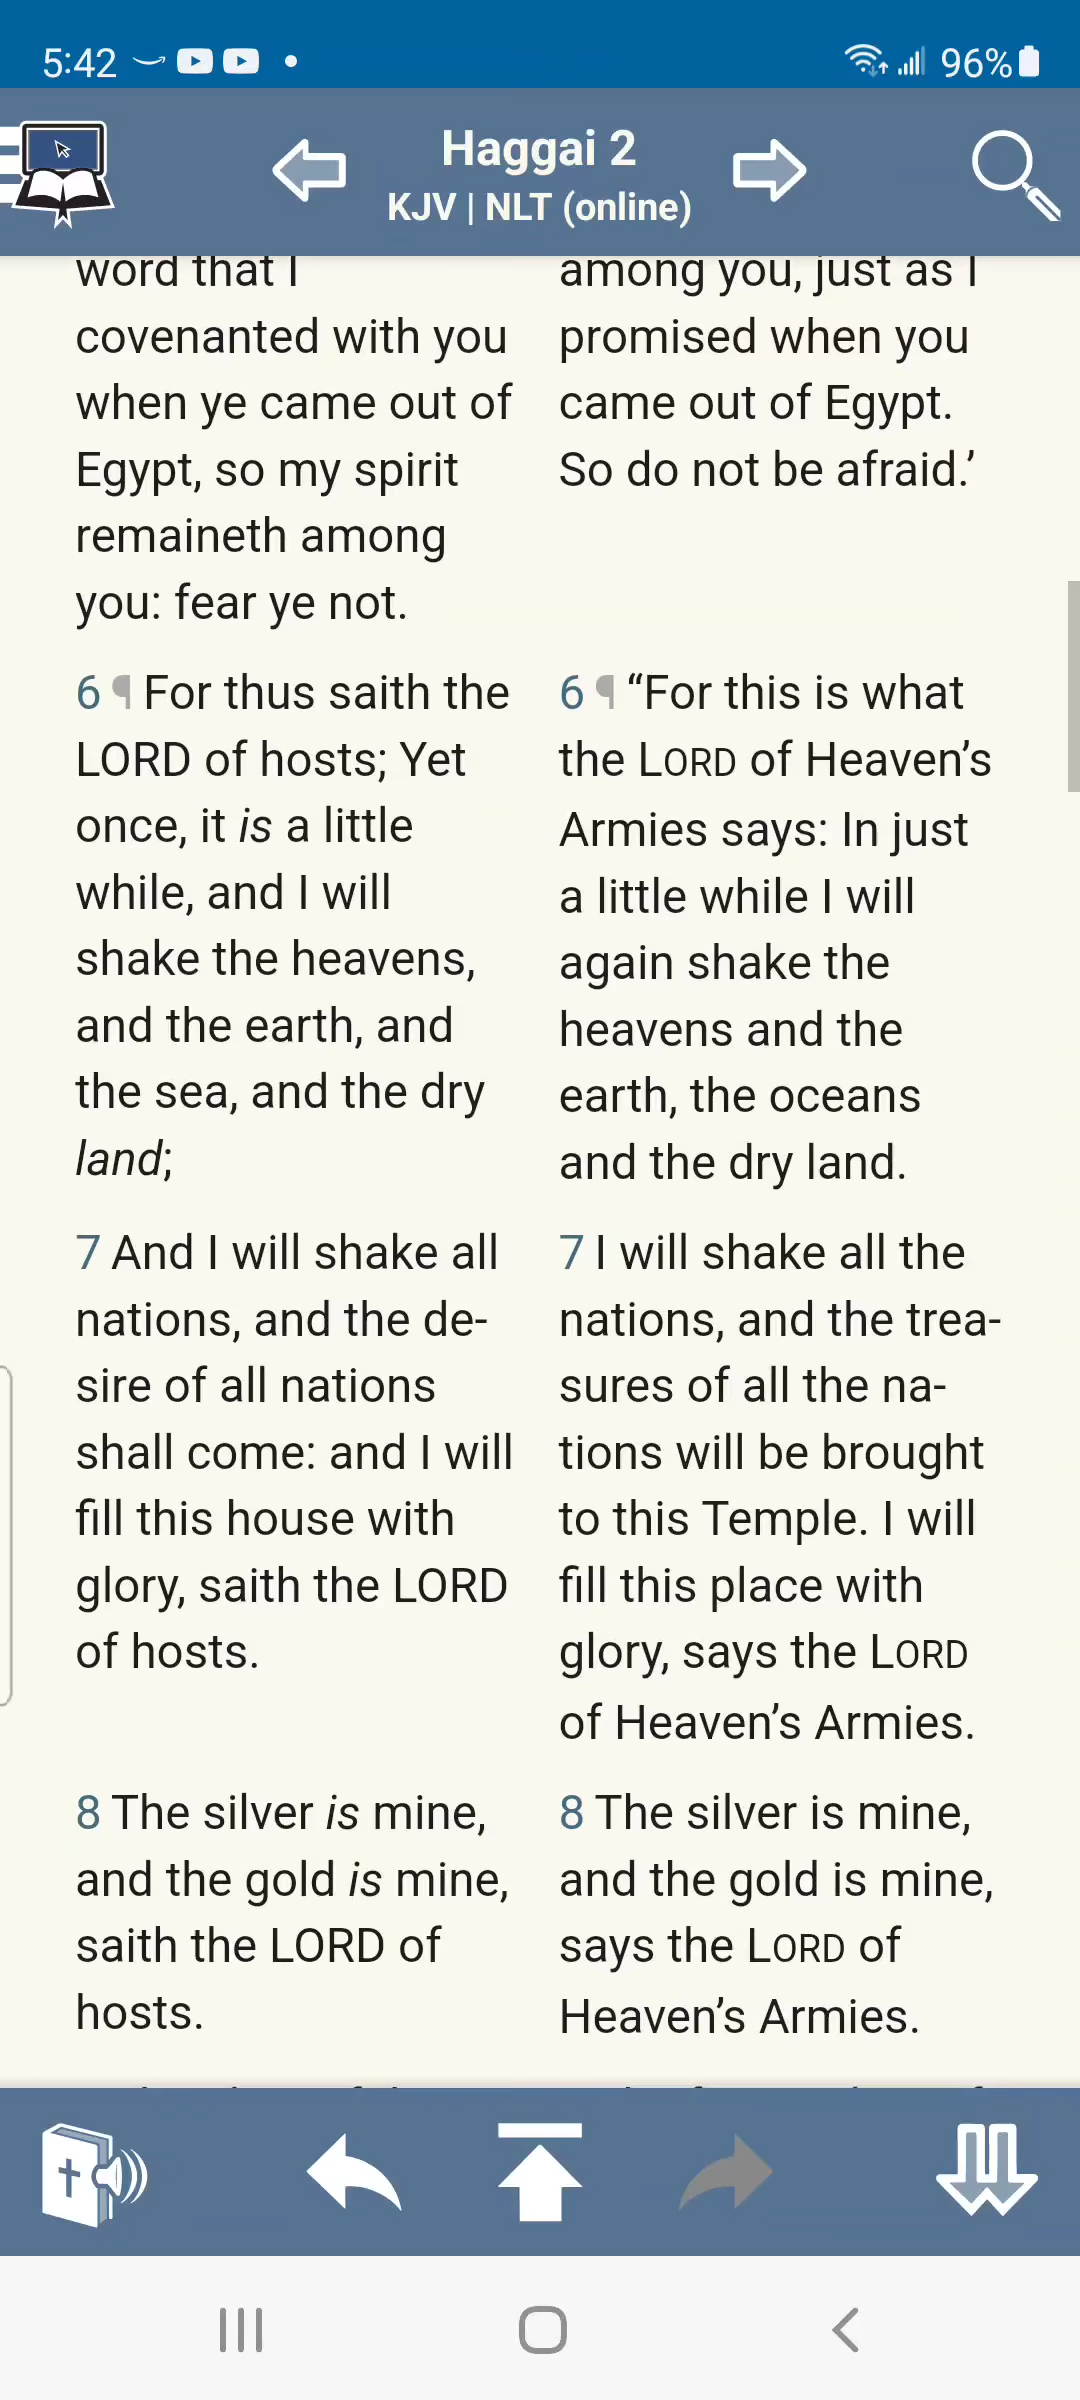 5:42
96%
Haggai 2
KJV | NLT (online)
word that I
covenanted with you
when ye came out of
Egypt, so my spirit
remaineth among
you: fear ye not.
6 ¶ For thus saith the
LORD of hosts; Yet
once, it is a little
while, and I will
shake the heavens,
and the earth, and
the sea, and the dry
land;
7 And I will shake all
nations, and the de-
sire of all nations
shall come: and I will
fill this house with
glory, saith the LORD
of hosts.
8 The silver is mine,
and the gold is mine,
saith the LORD of
hosts.
among you, just as I
promised when you
came out of Egypt.
So do not be afraid.’
6 ¶ “For this is what
the LORD of Heaven’s
Armies says: In just
a little while I will
again shake the
heavens and the
earth, the oceans
and the dry land.
7 I will shake all the
nations, and the trea-
sures of all the na-
tions will be brought
to this Temple. I will
fill this place with
glory, says the LORD
of Heaven’s Armies.
8 The silver is mine,
and the gold is mine,
says the LORD of
Heaven’s Armies.